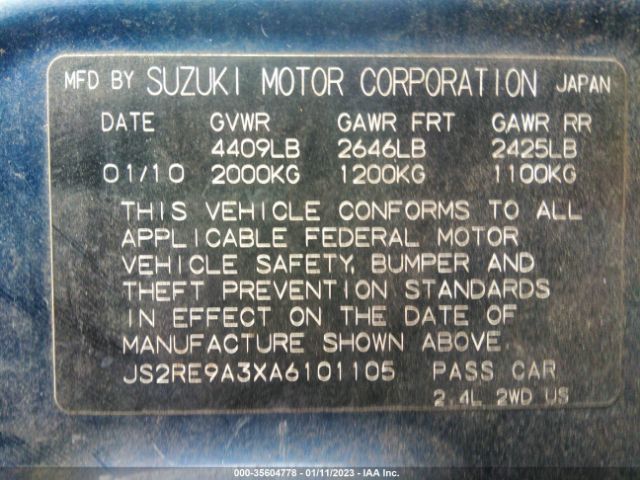 MFD BY SUZUKI MOTOR CORPORATION JAPAN
DATE GVWR GAWR FRT GAWR RR
4409LB 2646LB 2425LB
01/10 2000KG 1200KG 1100KG
THIS VEHICLE CONFORMS TO ALL
APPLICABLE FEDERAL MOTOR
VEHICLE SAFETY, BUMPER AND
THEFT PREVENTION STANDARDS
IN EFFECT ON THE DATE OF
MANUFACTURE SHOWN ABOVE.
JS2RE9A3XA6101105 PASS CAR
2.4L 2WD US
000-35604778 - 01/11/2023 - IAA Inc.